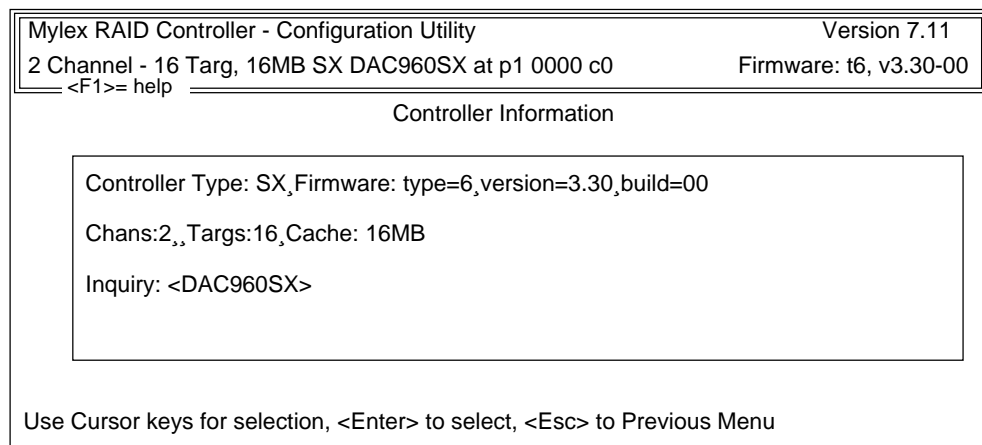 Mylex RAID Controller - Configuration Utility Version 7.11
2 Channel - 16 Targ, 16MB SX DAC960SX at p1 0000 c0 Firmware: t6, v3.30-00
<F1>= help
Controller Information
Controller Type: SX¸Firmware: type=6¸version=3.30¸build=00
Chans:2¸¸Targs:16¸Cache: 16MB
Inquiry: <DAC960SX>
Use Cursor keys for selection, <Enter> to select, <Esc> to Previous Menu